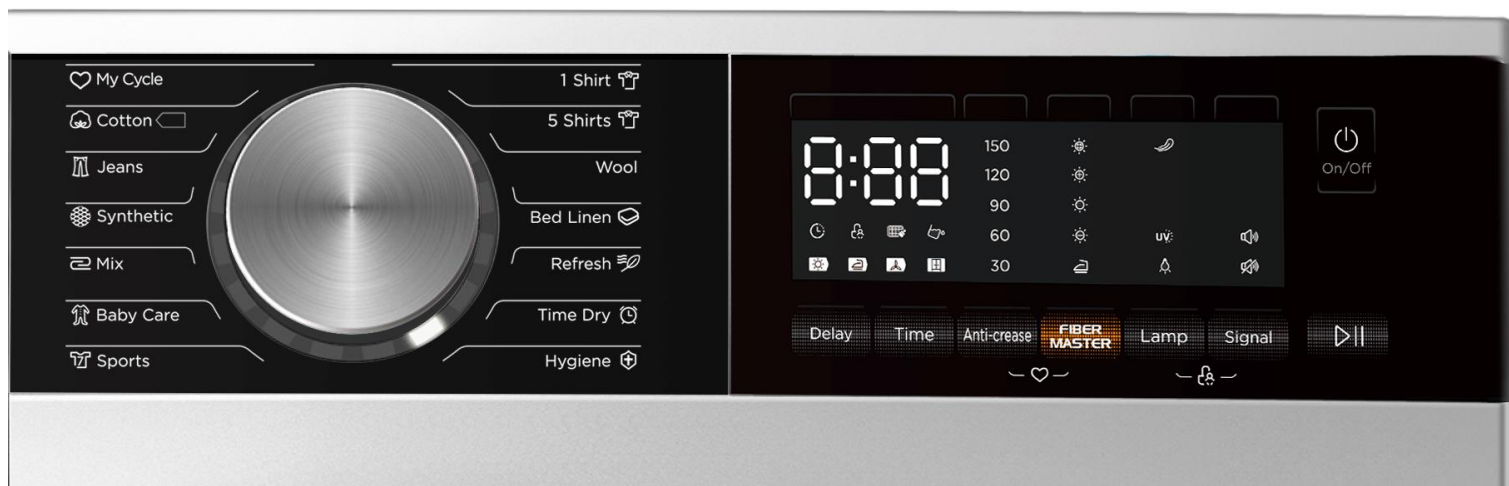 My Cycle
Cotton
Jeans
Synthetic
Mix
Baby Care
Sports
1 Shirt
5 Shirts
Wool
Bed Linen
Refresh
Time Dry
Hygiene
8:88
150
120
90
60
30
UV
On/Off
Delay
Time
Anti-crease
FIBER
MASTER
Lamp
Signal